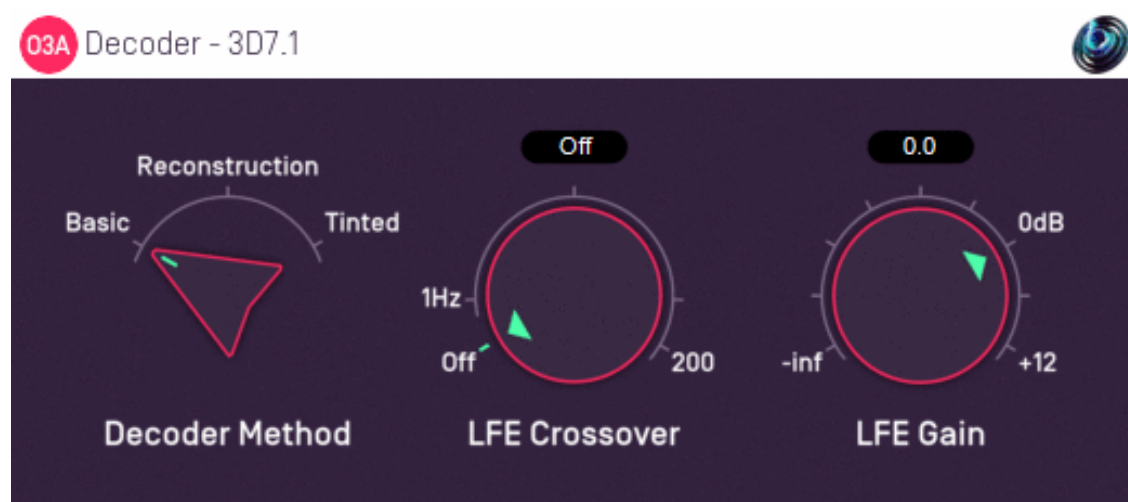 O3A Decoder - 3D7.1
Off
0.0
Reconstruction
Basic
Tinted
0dB
1Hz
Off
200
-inf
+12
Decoder Method
LFE Crossover
LFE Gain